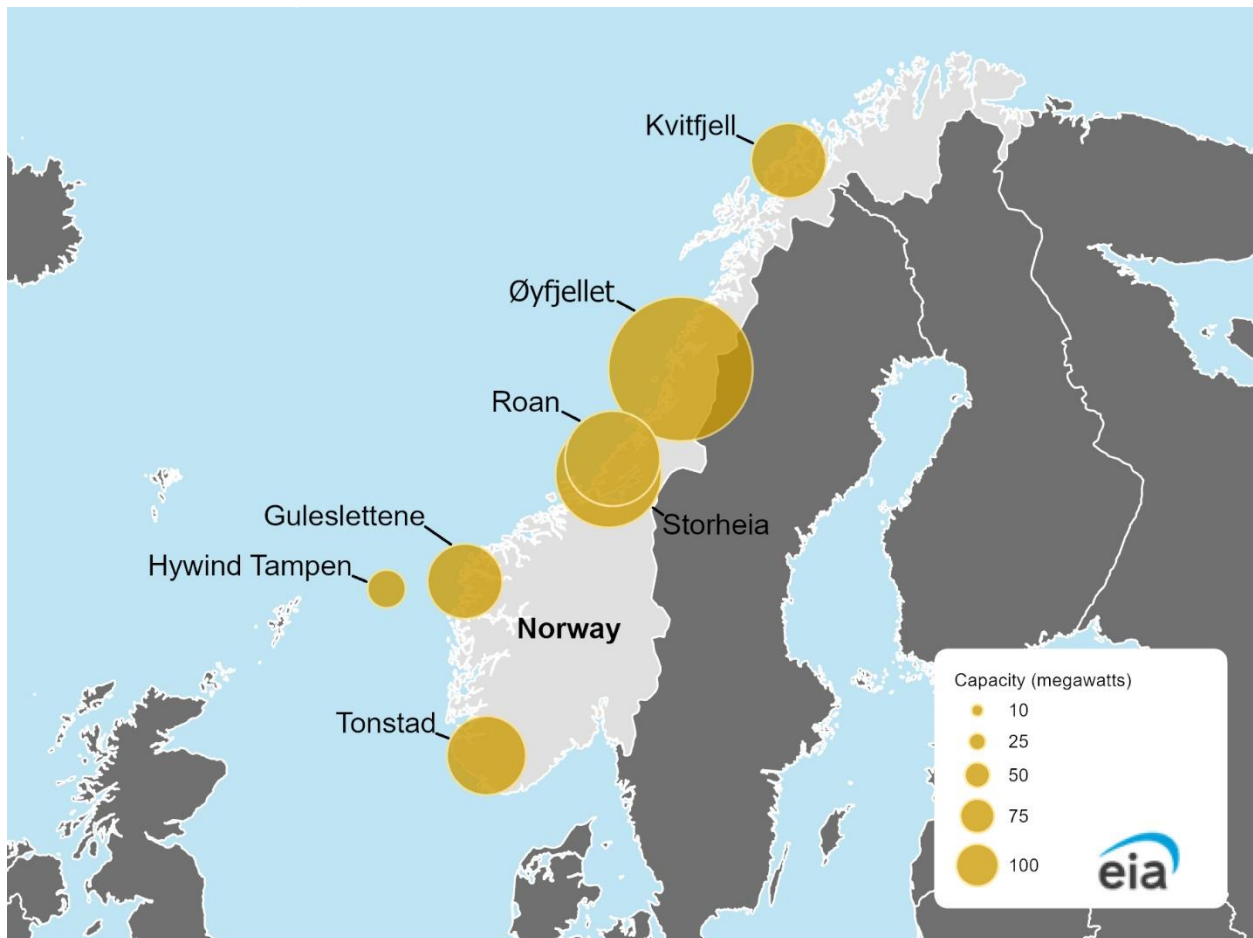 Kvitfjell
Øyfjellet
Roan
Storheia
Guleslettene
Hywind Tampen
Norway
Tonstad
Capacity (megawatts)
10
25
50
75
100
eia